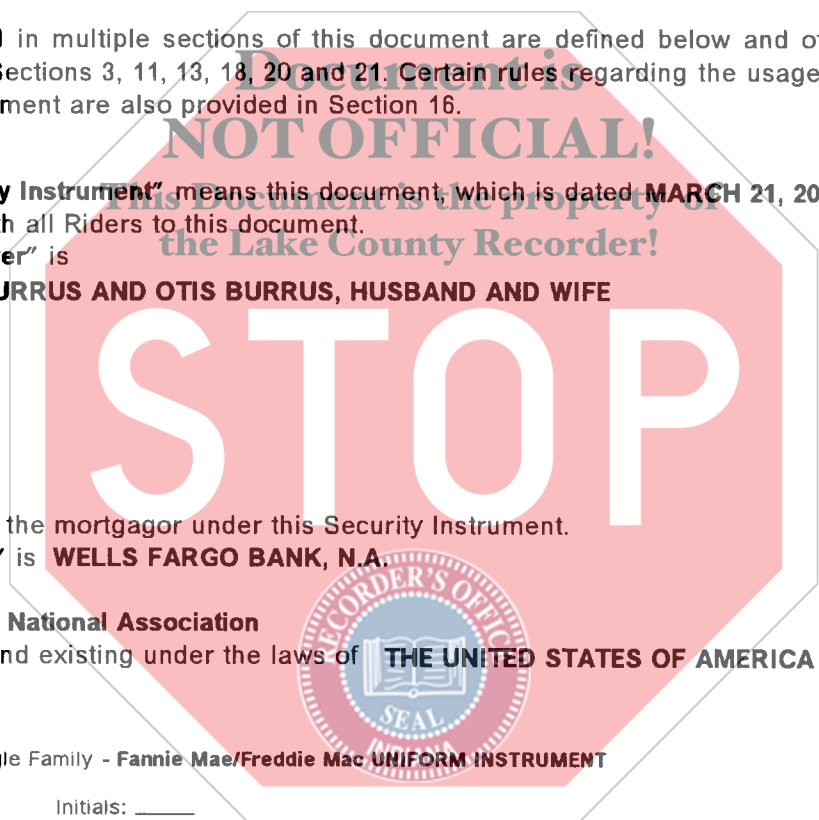 in multiple sections of this document are defined below and
Sections 3, 11, 13, 18, 20 and 21. Certain rules regarding the usage
ment are also provided in Section 16.
Document is
NOT OFFICIAL!
This Document is the property of
the Lake County Recorder!
y Instrument” means this document, which is dated MARCH 21, 20
h all Riders to this document.
er” is
URRUS AND OTIS BURRUS, HUSBAND AND WIFE
STOP
the mortgagor under this Security Instrument.
” is WELLS FARGO BANK, N.A.
National Association
nd existing under the laws of THE UNITED STATES OF AMERICA
RECORDER'S OFFICE
SEAL
INDIANA
gle Family - Fannie Mae/Freddie Mac UNIFORM INSTRUMENT
Initials: ______